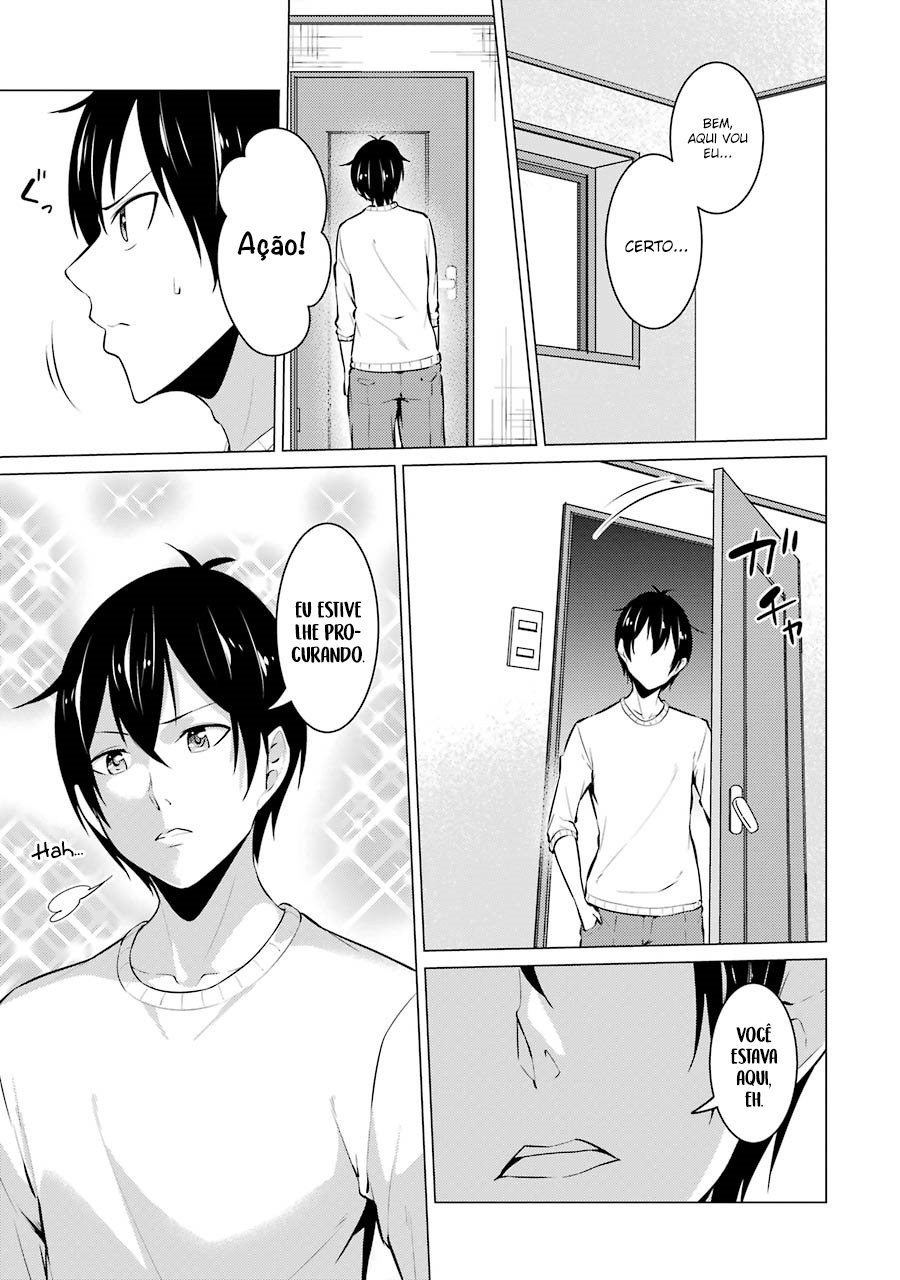 BEM,
AQUI VOU
EU...
CERTO...
Ação!
ぐっ
ガチャ
VOCÊ
ESTAVA
AQUI,
EH.
EU ESTIVE
LHE PRO-
CURANDO.
Hah...